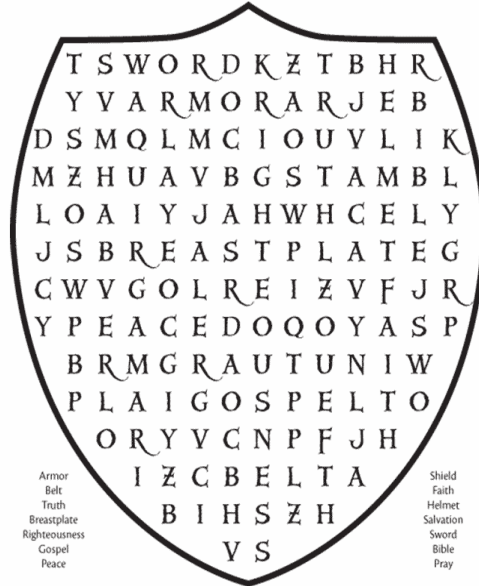 T S W O R D K Z T B H R
Y V A R M O R A R J E B
D S M Q L M C I O U V L I K
M Z H U A V B G S T A M B L
L O A I Y J A H W H C E L Y
J S B R E A S T P L A T E G
C W V G O L R E I Z V F J R
Y P E A C E D O Q O Y A S P
B R M G R A U T U N I W
P L A I G O S P E L T O
O R Y V C N P F J H
I Z C B E L T A
B I H S Z H
V S
Armor
Belt
Truth
Breastplate
Righteousness
Gospel
Peace
Shield
Faith
Helmet
Salvation
Sword
Bible
Pray